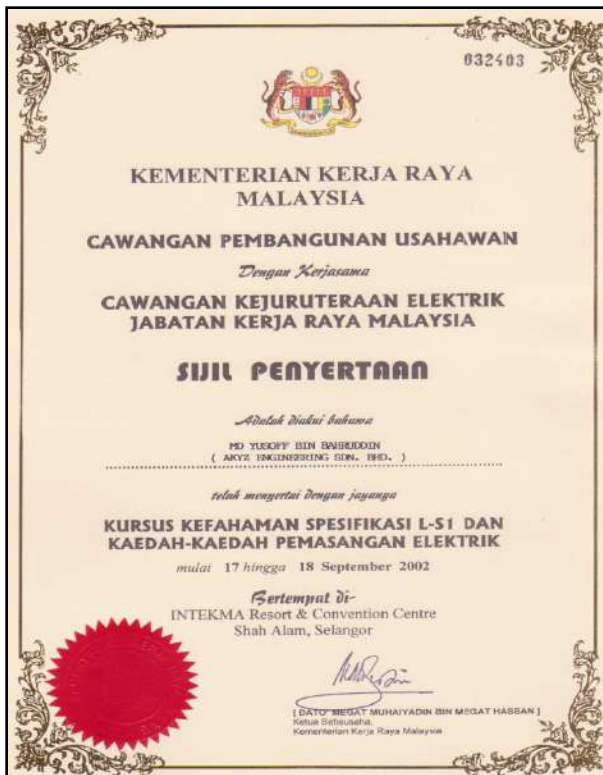 032403
KEMENTERIAN KERJA RAYA
MALAYSIA
CAWANGAN PEMBANGUNAN USAHAWAN
Dengan Kerjasama
CAWANGAN KEJURUTERAAN ELEKTRIK
JABATAN KERJA RAYA MALAYSIA
SIJIL PENYERTAAN
Adalah diakui bahawa
MD YUSOFF BIN BAHRUDDIN
( AKYZ ENGINEERING SDN. BHD. )
telah menyertai dengan jayanya
KURSUS KEFAHAMAN SPESIFIKASI L-S1 DAN
KAEDAH-KAEDAH PEMASANGAN ELEKTRIK
mulai 17 hingga 18 September 2002
Bertempat di-
INTEKMA Resort & Convention Centre
Shah Alam, Selangor
[ DATO' MEGAT MUHAIYADIN BIN MEGAT HASSAN ]
Ketua Setiausaha,
Kementerian Kerja Raya Malaysia